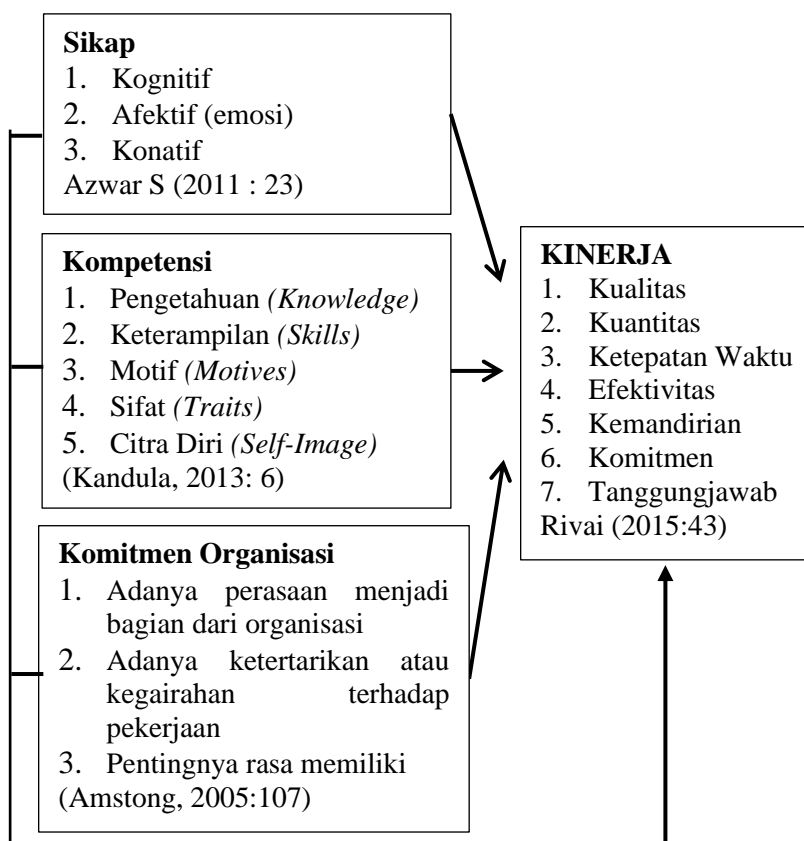 Sikap
1. Kognitif
2. Afektif (emosi)
3. Konatif
Azwar S (2011 : 23)
Kompetensi
1. Pengetahuan (Knowledge)
2. Keterampilan (Skills)
3. Motif (Motives)
4. Sifat (Traits)
5. Citra Diri (Self-Image)
(Kandula, 2013: 6)
Komitmen Organisasi
1. Adanya perasaan menjadi
bagian dari organisasi
2. Adanya ketertarikan atau
kegairahan terhadap
pekerjaan
3. Pentingnya rasa memiliki
(Amstong, 2005:107)
KINERJA
1. Kualitas
2. Kuantitas
3. Ketepatan Waktu
4. Efektivitas
5. Kemandirian
6. Komitmen
7. Tanggungjawab
Rivai (2015:43)